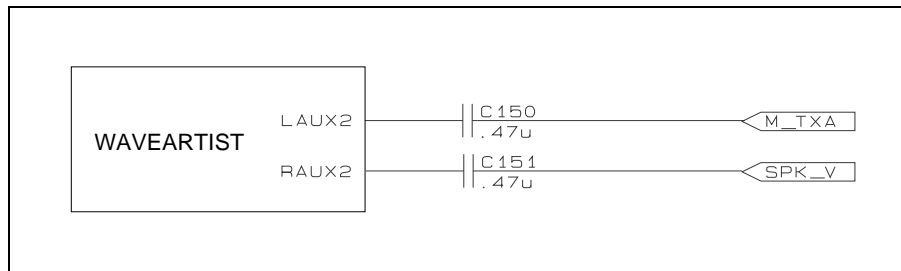 WAVEARTIST
LAUX2
C150
.47u
M_TXA
RAUX2
C151
.47u
SPK_V